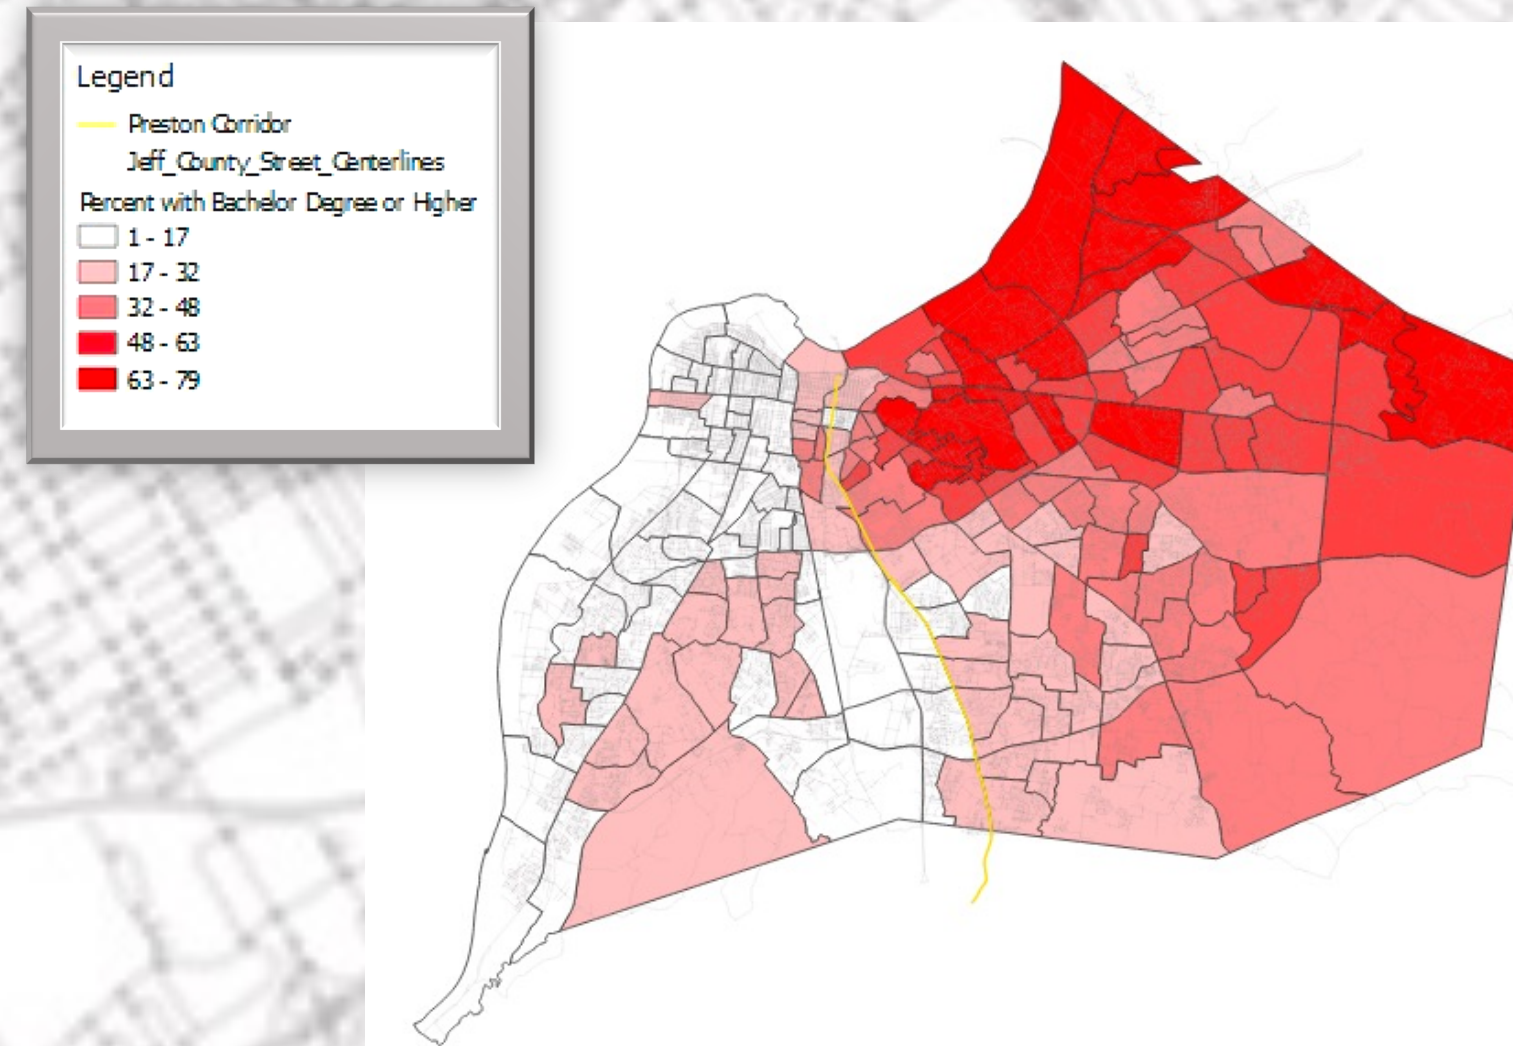 Legend
Preston Corridor
Jeff_County_Street_Centerlines
Percent with Bachelor Degree or Higher
1 - 17
17 - 32
32 - 48
48 - 63
63 - 79